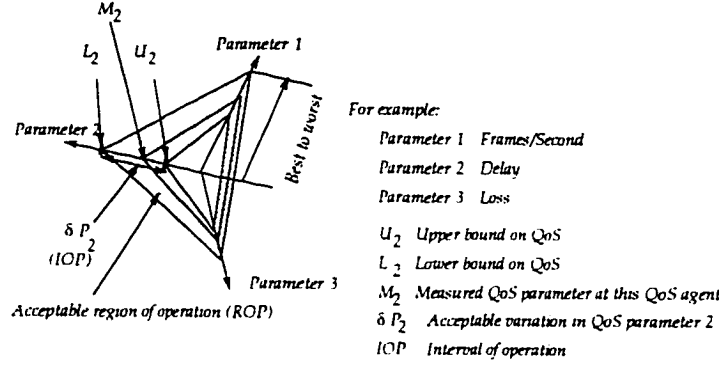 M2
L2 U2
Parameter 1
Parameter 2
Best to worst
δ P2
(IOP)
Parameter 3
Acceptable region of operation (ROP)
For example:
Parameter 1 Frames/Second
Parameter 2 Delay
Parameter 3 Loss
U2 Upper bound on QoS
L2 Lower bound on QoS
M2 Measured QoS parameter at this QoS agent
δ P2 Acceptable variation in QoS parameter 2
IOP Interval of operation